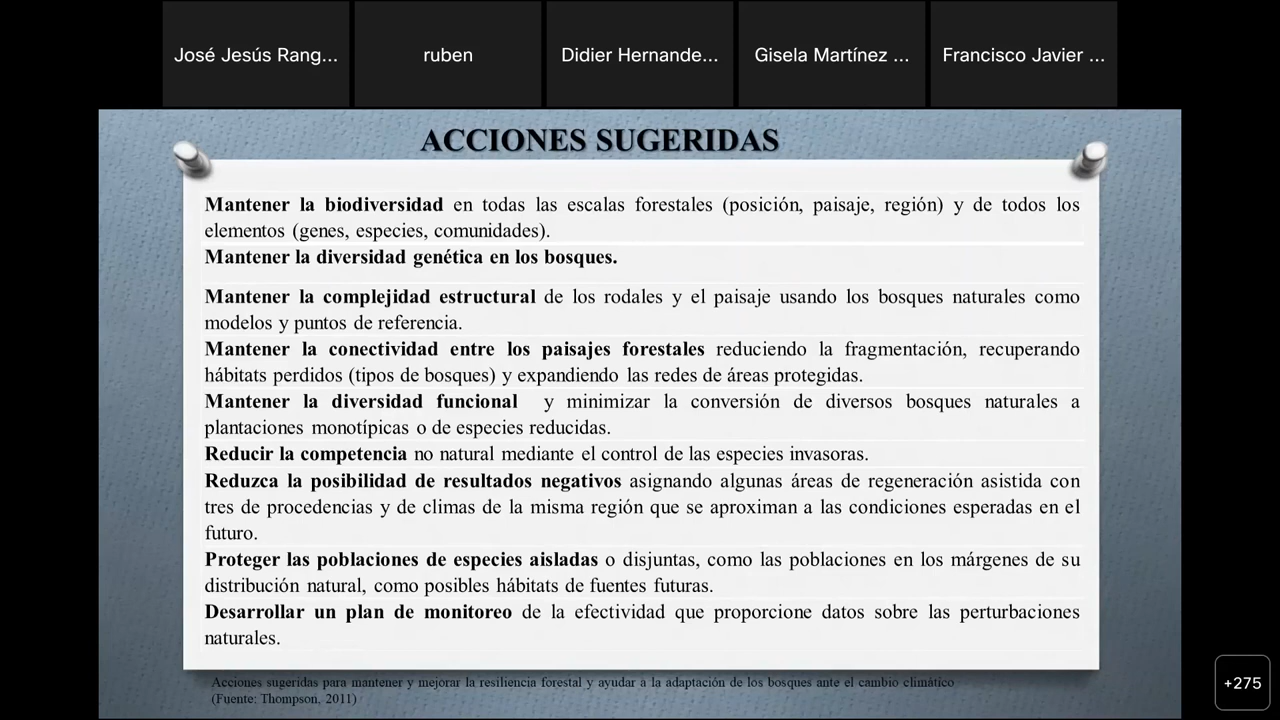 José Jesús Rang...
ruben
Didier Hernande...
Gisela Martínez ...
Francisco Javier ...
ACCIONES SUGERIDAS
Mantener la biodiversidad en todas las escalas forestales (posición, paisaje, región) y de todos los
elementos (genes, especies, comunidades).
Mantener la diversidad genética en los bosques.
Mantener la complejidad estructural de los rodales y el paisaje usando los bosques naturales como
modelos y puntos de referencia.
Mantener la conectividad entre los paisajes forestales reduciendo la fragmentación, recuperando
hábitats perdidos (tipos de bosques) y expandiendo las redes de áreas protegidas.
Mantener la diversidad funcional y minimizar la conversión de diversos bosques naturales a
plantaciones monotípicas o de especies reducidas.
Reducir la competencia no natural mediante el control de las especies invasoras.
Reduzca la posibilidad de resultados negativos asignando algunas áreas de regeneración asistida con
tres de procedencias y de climas de la misma región que se aproximan a las condiciones esperadas en el
futuro.
Proteger las poblaciones de especies aisladas o disjuntas, como las poblaciones en los márgenes de su
distribución natural, como posibles hábitats de fuentes futuras.
Desarrollar un plan de monitoreo de la efectividad que proporcione datos sobre las perturbaciones
naturales.
Acciones sugeridas para mantener y mejorar la resiliencia forestal y ayudar a la adaptación de los bosques ante el cambio climático
(Fuente: Thompson, 2011)
+275